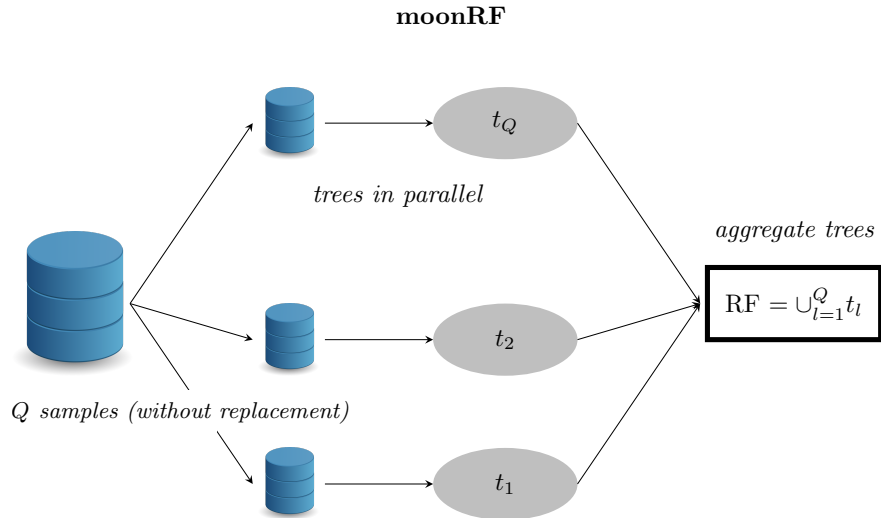 moonRF
t_Q
trees in parallel
aggregate trees
RF = ∪_{l=1}^{Q} t_l
t_2
Q samples (without replacement)
t_1